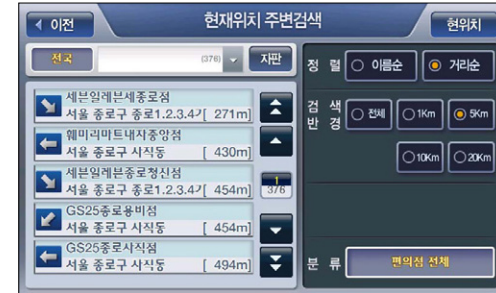 이전
현재위치 주변검색
현위치
전국
(376)
자판
세븐일레븐세종로점
서울 종로구 종로1.2.3.4가[ 271m]
훼미리마트내자중앙점
서울 종로구 사직동 [ 430m]
세븐일레븐종로청진점
서울 종로구 종로1.2.3.4가[ 454m]
GS25종로용비점
서울 종로구 사직동 [ 454m]
GS25종로사직점
서울 종로구 사직동 [ 494m]
1
376
정 렬
이름순
거리순
검 색
반 경
전체
1Km
5Km
10Km
20Km
분 류
편의점 전체